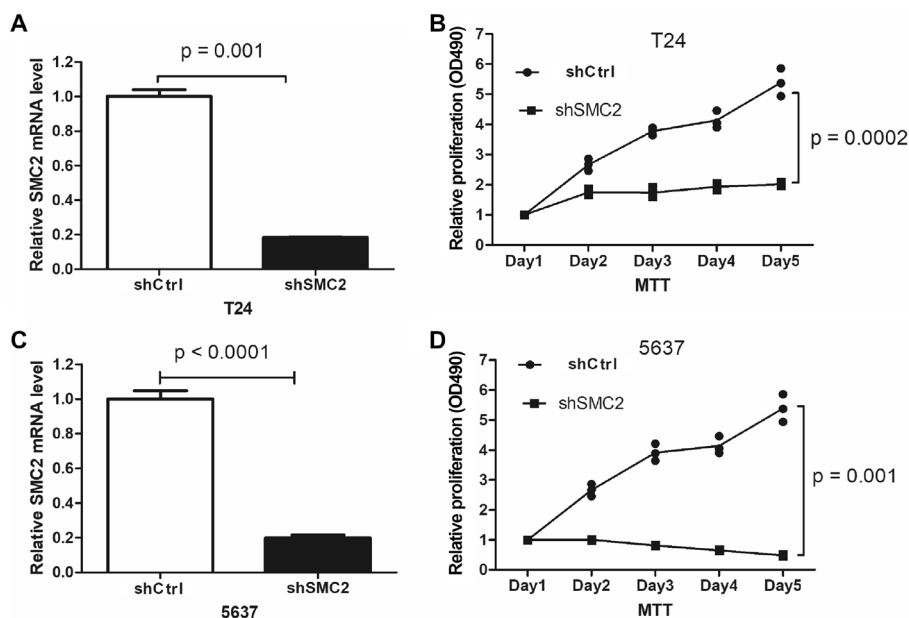 A
p = 0.001
Relative SMC2 mRNA level
1.2
1.0
0.8
0.6
0.4
0.2
0.0
shCtrl
shSMC2
T24
B
T24
Relative proliferation (OD490)
7
6
5
4
3
2
1
0
shCtrl
shSMC2
p = 0.0002
Day1 Day2 Day3 Day4 Day5
MTT
C
p < 0.0001
Relative SMC2 mRNA level
1.2
1.0
0.8
0.6
0.4
0.2
0.0
shCtrl
shSMC2
5637
D
5637
Relative proliferation (OD490)
7
6
5
4
3
2
1
0
shCtrl
shSMC2
p = 0.001
Day1 Day2 Day3 Day4 Day5
MTT